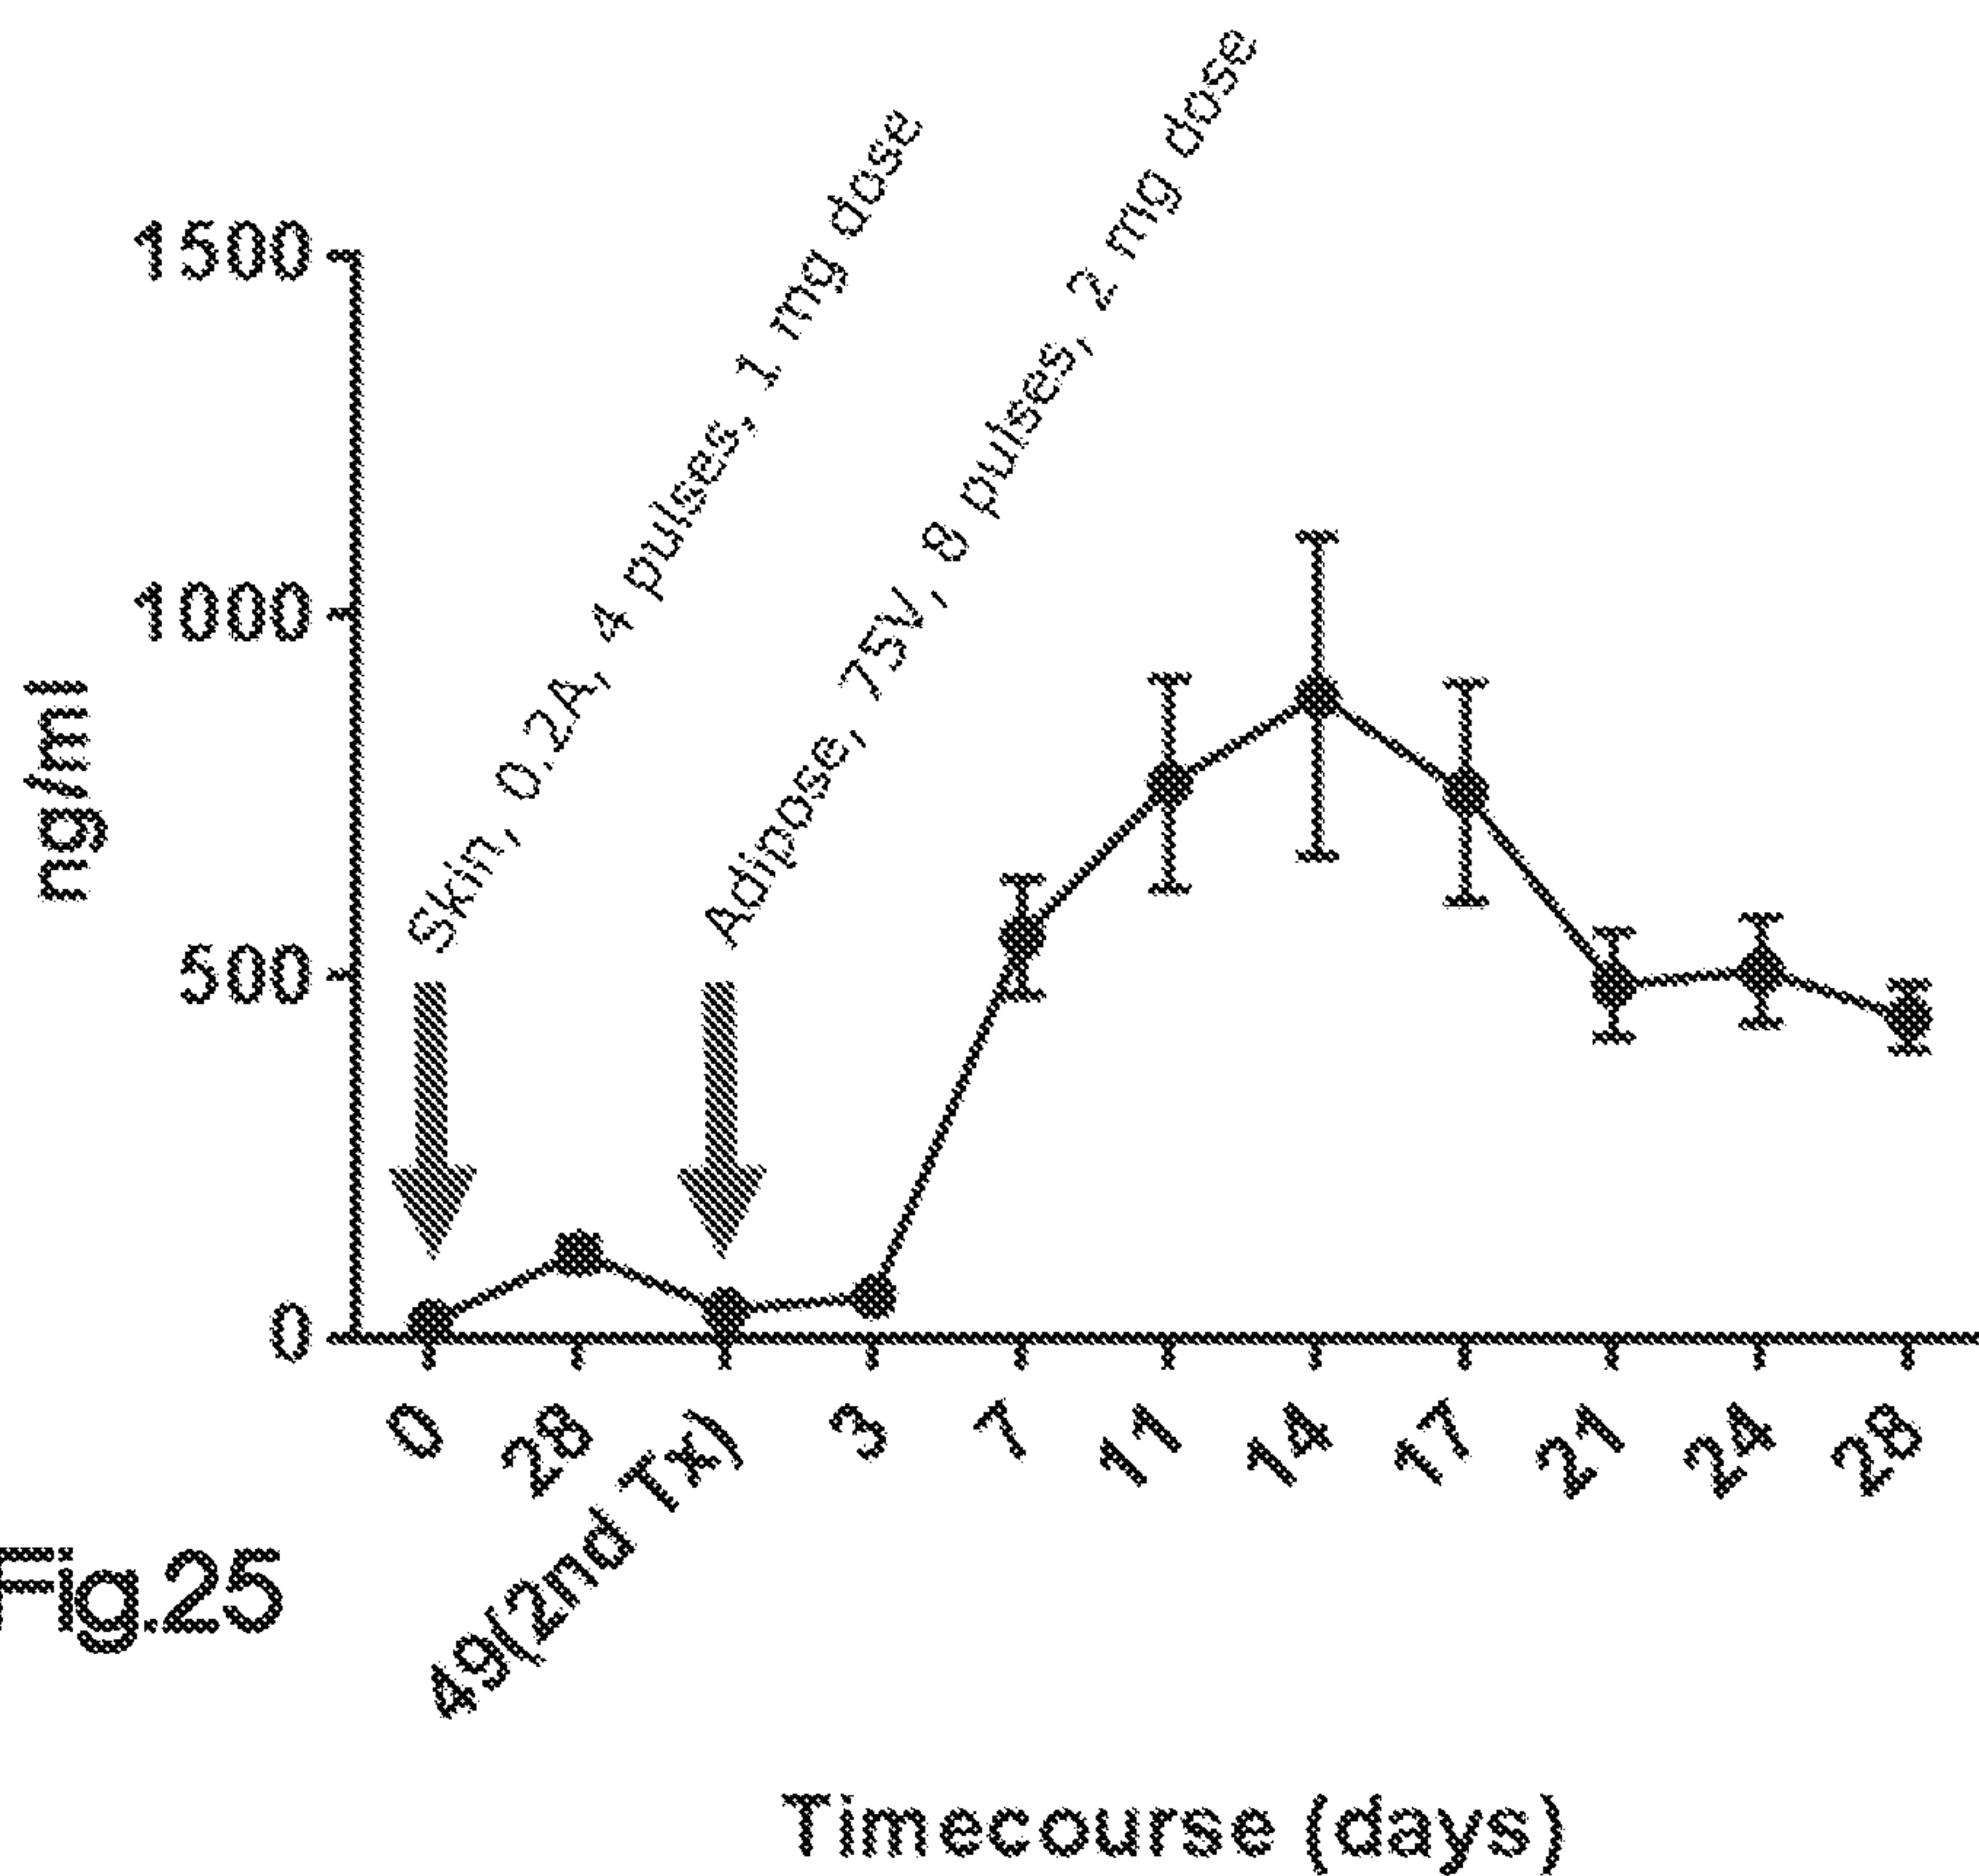 Skin, 0.2A, 4 pulses, 1 mg dose
Adipose, 75V, 8 pulses, 2 mg dose
1500
1000
500
0
ng/ml
0
28
49(2nd Tx)
3
7
11
14
17
21
24
28
Timecourse (days)
Fig.25